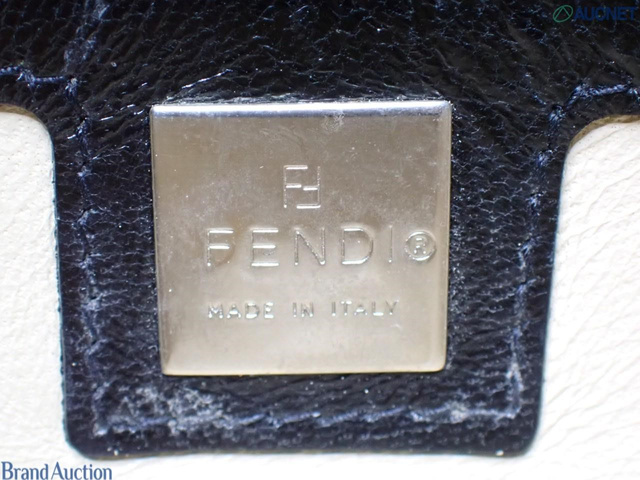 AUCNET
FF
FENDI®
MADE IN ITALY
Brand Auction